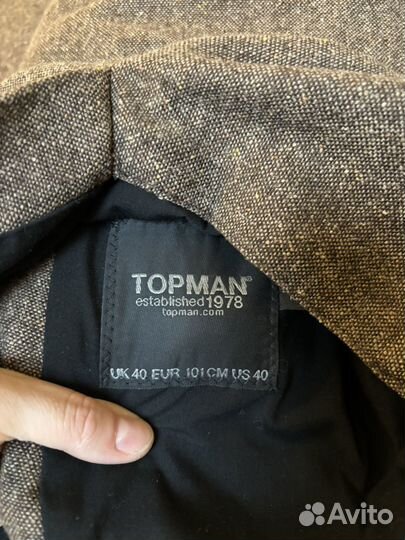 TOPMAN
established1978
topman.com
UK 40 EUR 101CM US 40
Avito